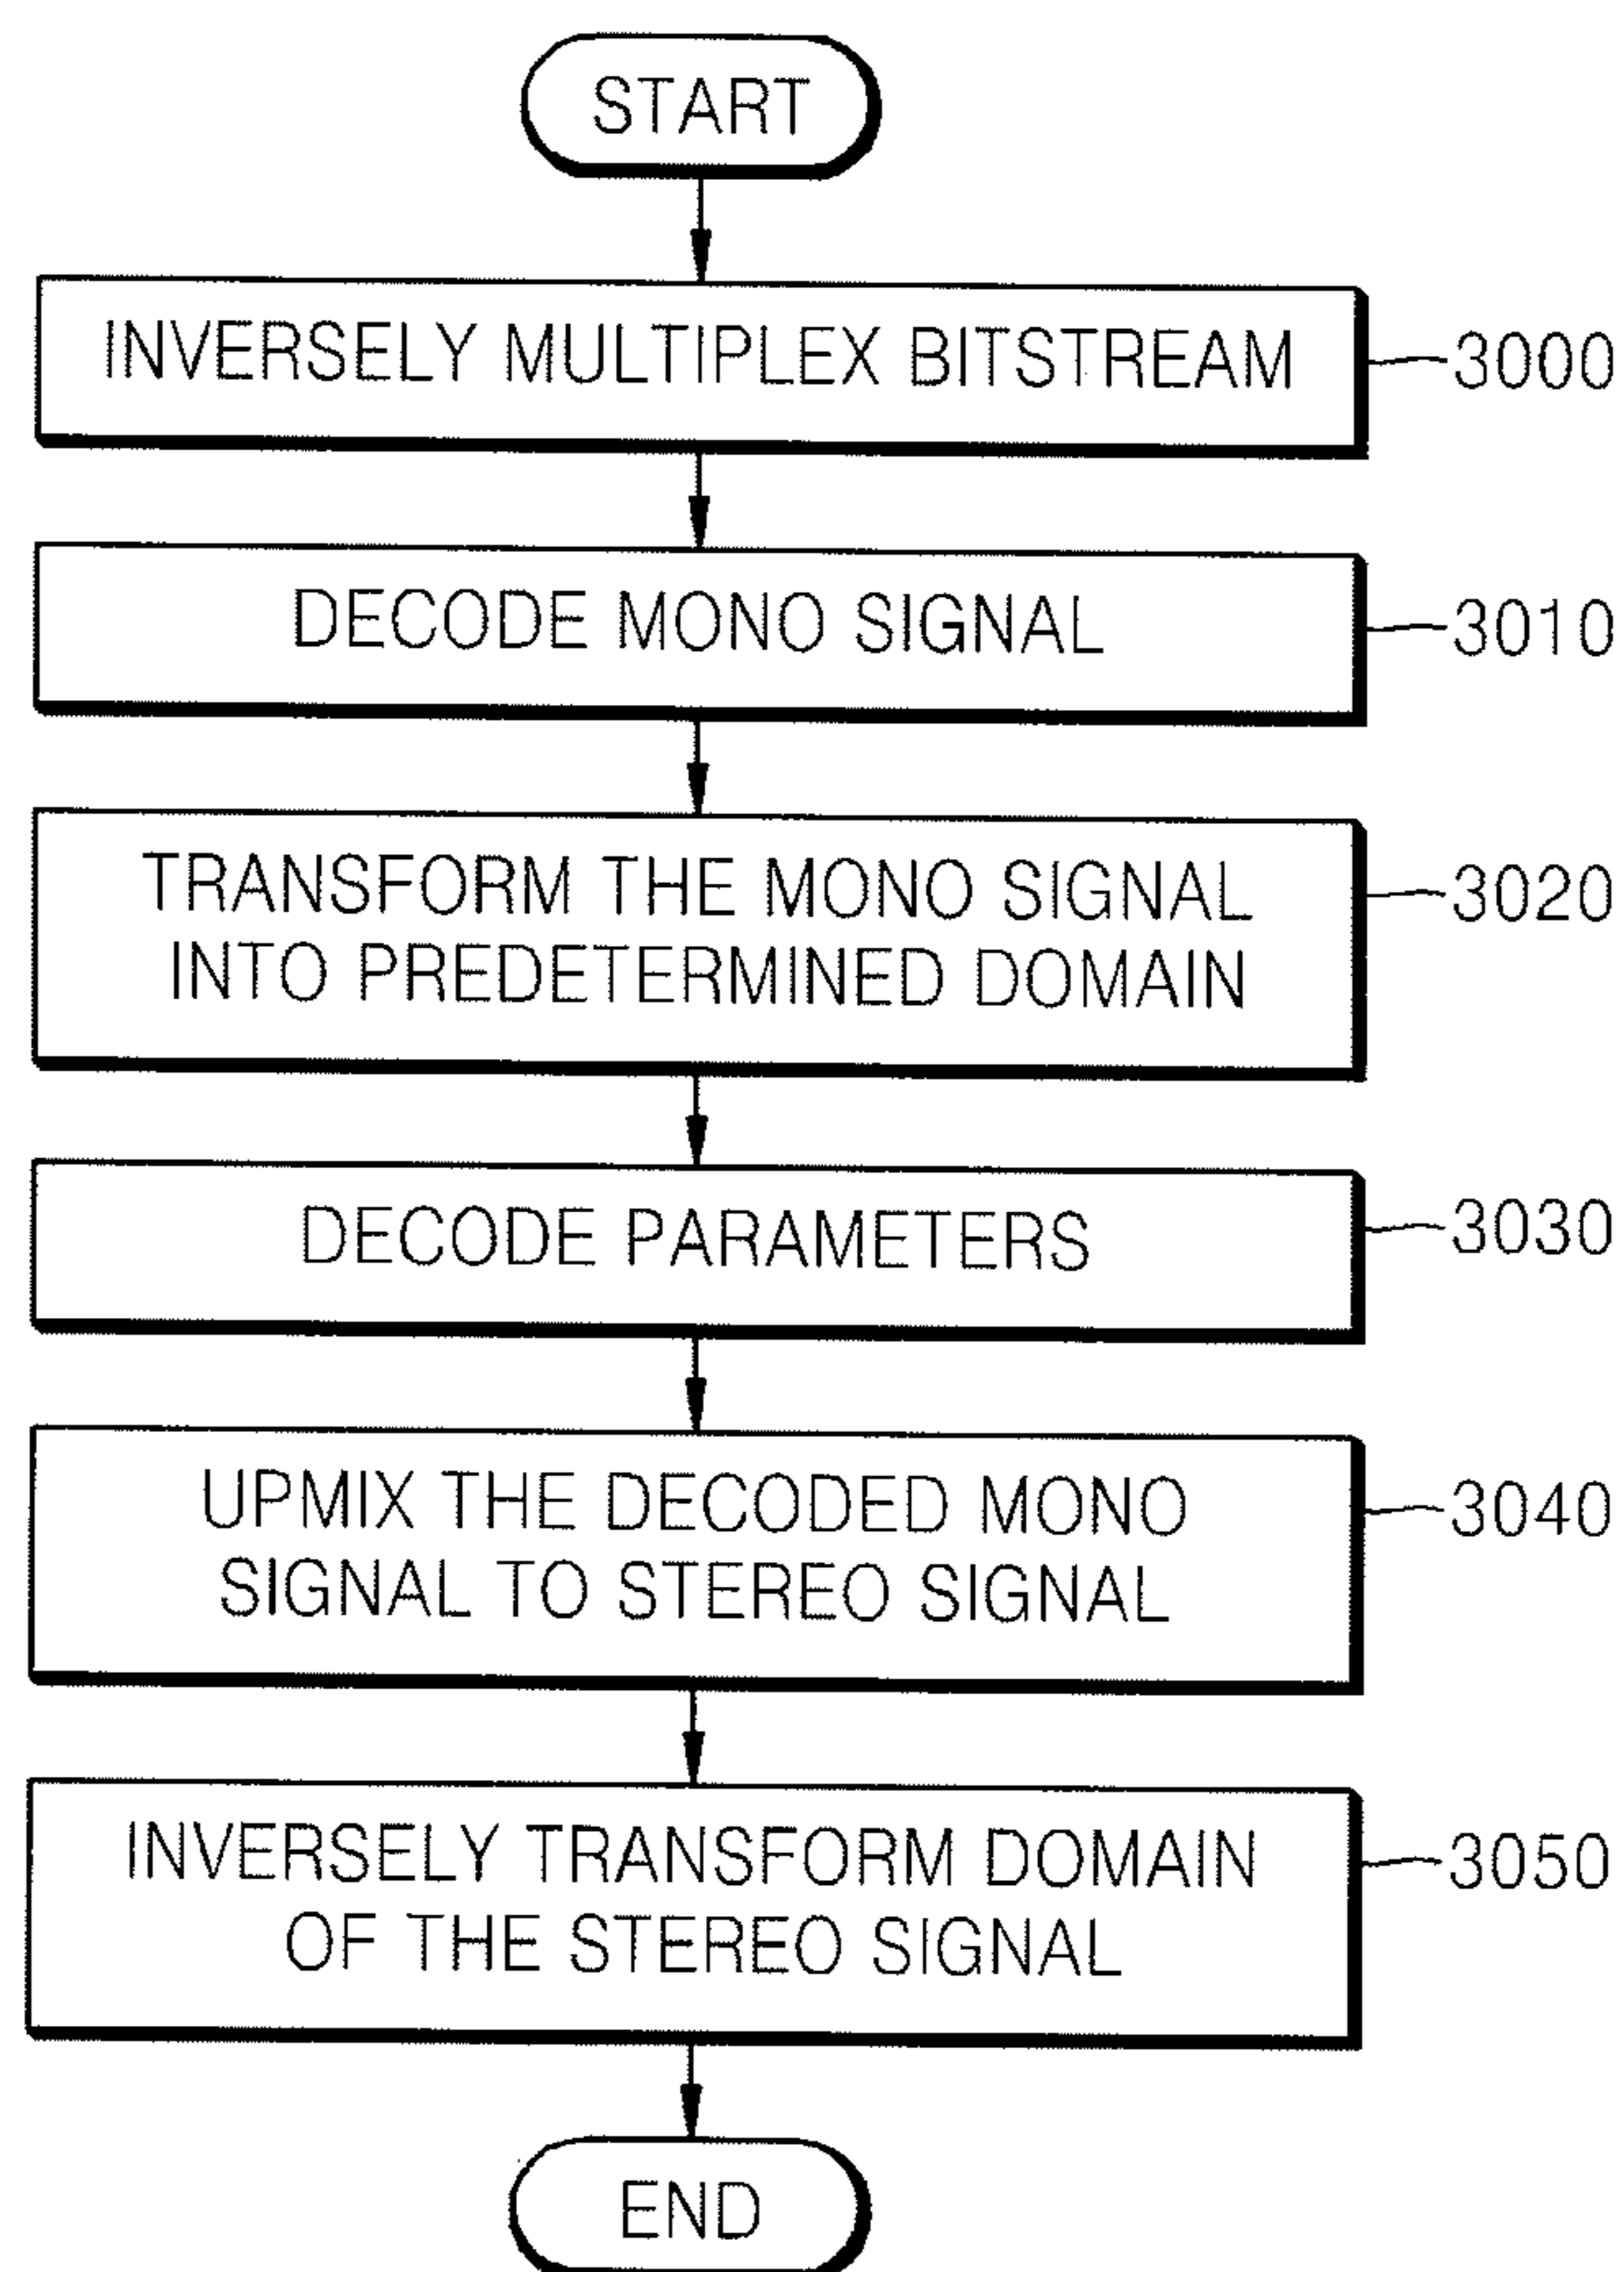 START
INVERSELY MULTIPLEX BITSTREAM
3000
DECODE MONO SIGNAL
3010
TRANSFORM THE MONO SIGNAL
INTO PREDETERMINED DOMAIN
3020
DECODE PARAMETERS
3030
UPMIX THE DECODED MONO
SIGNAL TO STEREO SIGNAL
3040
INVERSELY TRANSFORM DOMAIN
OF THE STEREO SIGNAL
3050
END